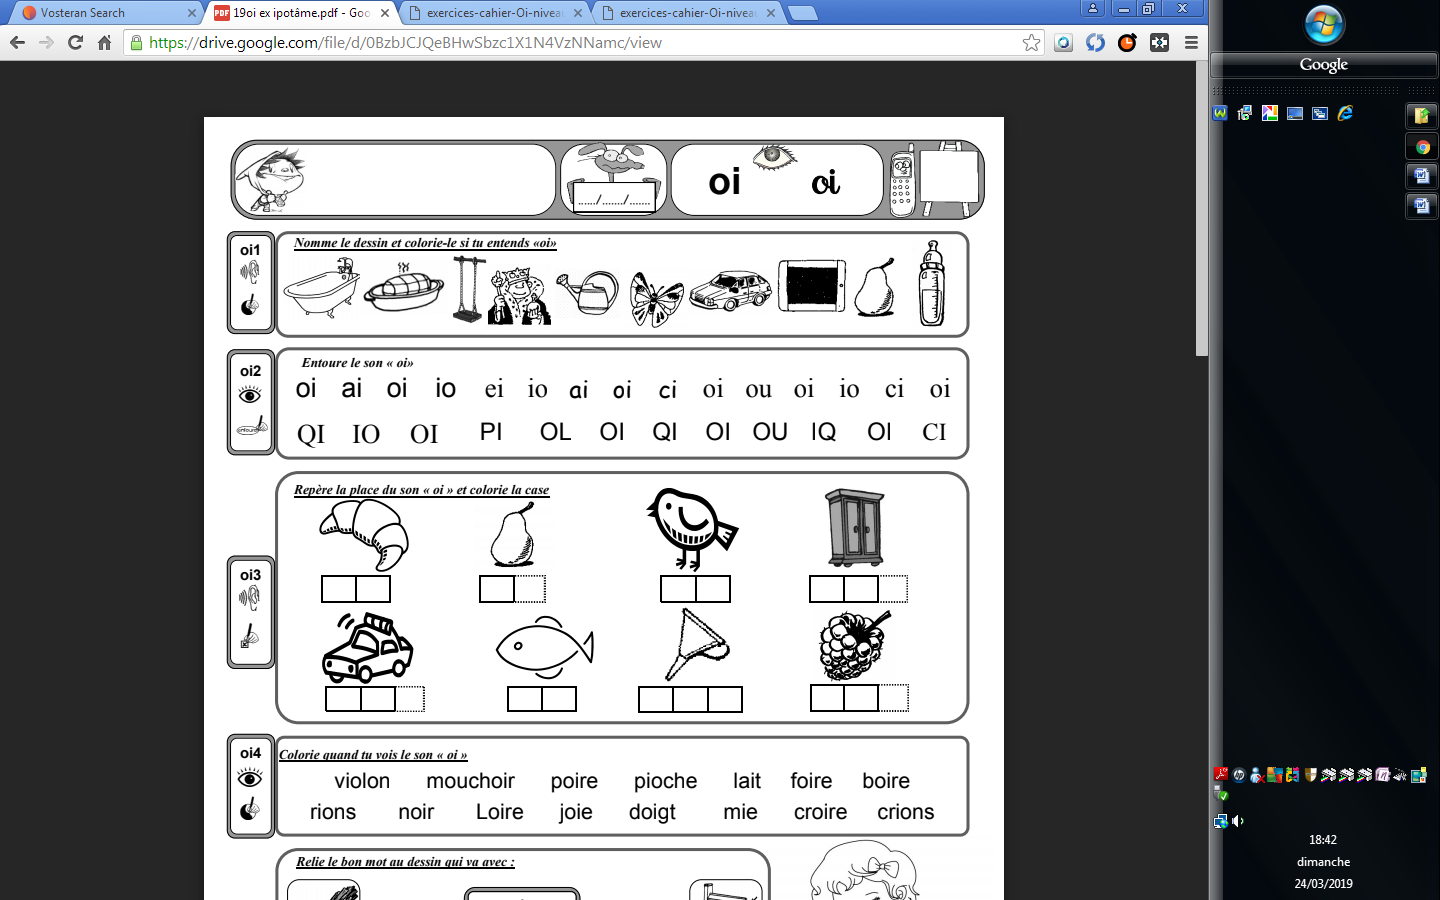 Vosteran Search
19oi ex ipotâme.pdf - Goo
exercices-cahier-Oi-nivea
exercices-cahier-Oi-nivea
https://drive.google.com/file/d/0BzbJCJQeBHwSbzc1X1N4VzNNamc/view
Google
oi oi
....../......./......
oi1
Nomme le dessin et colorie-le si tu entends «oi»
oi2
Entoure le son « oi»
oi ai oi io ei io ai oi ci oi ou oi io ci oi
QI IO OI PI OL OI QI OI OU IQ OI CI
entoure
Repère la place du son « oi » et colorie la case
oi3
oi4
Colorie quand tu vois le son « oi »
violon mouchoir poire pioche lait foire boire
rions noir Loire joie doigt mie croire crions
Relie le bon mot au dessin qui va avec :
18:42
dimanche
24/03/2019